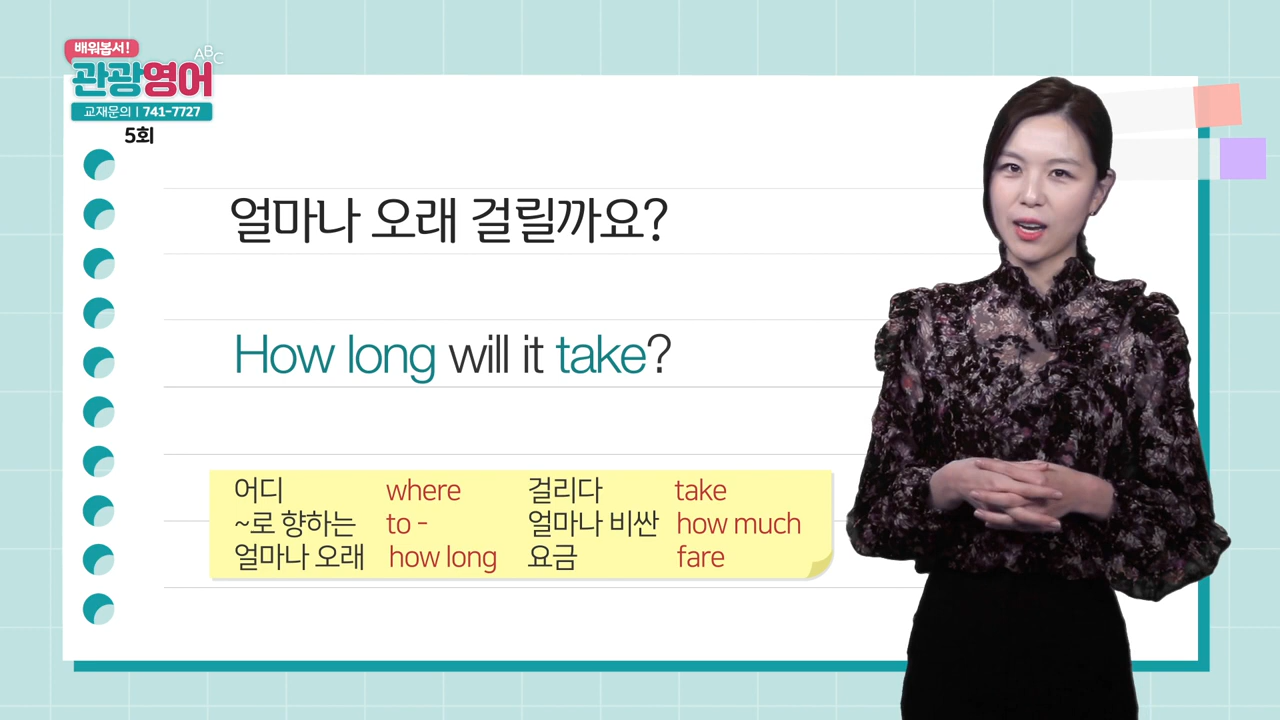 배워봅서!
ABC
관광영어
교재문의 | 741-7727
5회
얼마나 오래 걸릴까요?
How long will it take?
어디 where 걸리다 take
~로 향하는 to - 얼마나 비싼 how much
얼마나 오래 how long 요금 fare